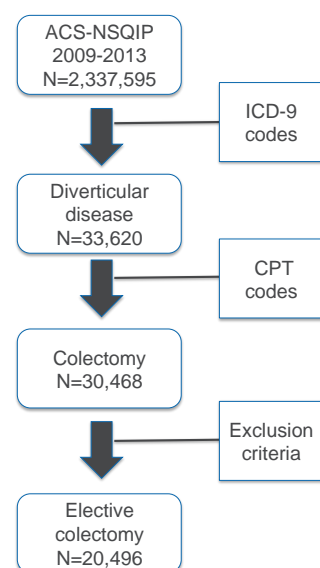 ACS-NSQIP
2009-2013
N=2,337,595
ICD-9
codes
Diverticular
disease
N=33,620
CPT
codes
Colectomy
N=30,468
Exclusion
criteria
Elective
colectomy
N=20,496